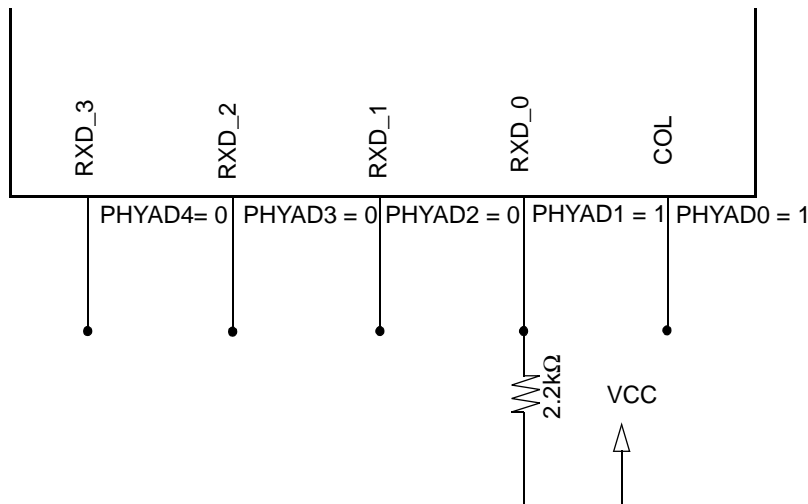 RXD_3
RXD_2
RXD_1
RXD_0
COL
PHYAD4= 0
PHYAD3 = 0
PHYAD2 = 0
PHYAD1 = 1
PHYAD0 = 1
2.2kΩ
VCC